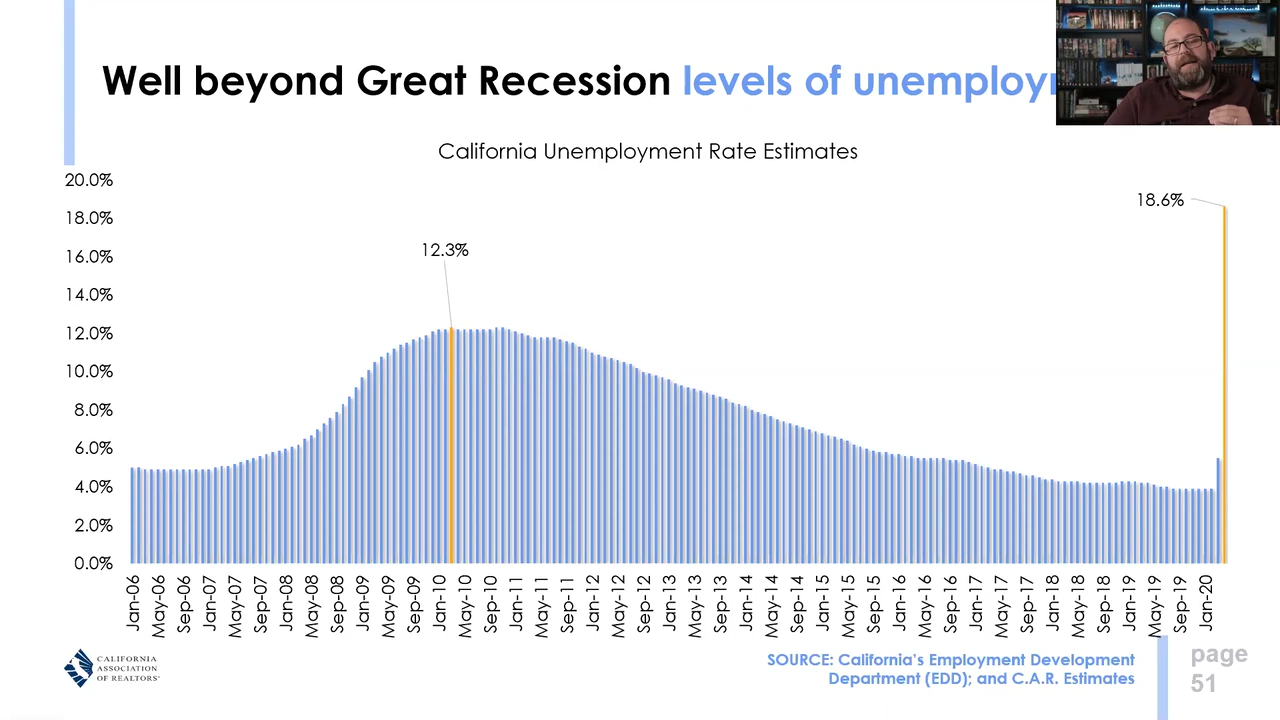 Well beyond Great Recession levels of
California Unemployment Rate Estimates
20.0%
18.0%
16.0%
14.0%
12.0%
10.0%
8.0%
6.0%
4.0%
2.0%
0.0%
12.3%
18.6%
Jan-06
May-06
Sep-06
Jan-07
May-07
Sep-07
Jan-08
May-08
Sep-08
Jan-09
May-09
Sep-09
Jan-10
May-10
Sep-10
Jan-11
May-11
Sep-11
Jan-12
May-12
Sep-12
Jan-13
May-13
Sep-13
Jan-14
May-14
Sep-14
Jan-15
May-15
Sep-15
Jan-16
May-16
Sep-16
Jan-17
May-17
Sep-17
Jan-18
May-18
Sep-18
Jan-19
May-19
Sep-19
Jan-20
CALIFORNIA
ASSOCIATION
OF REALTORS®
SOURCE: California's Employment Development
Department (EDD); and C.A.R. Estimates
page
51